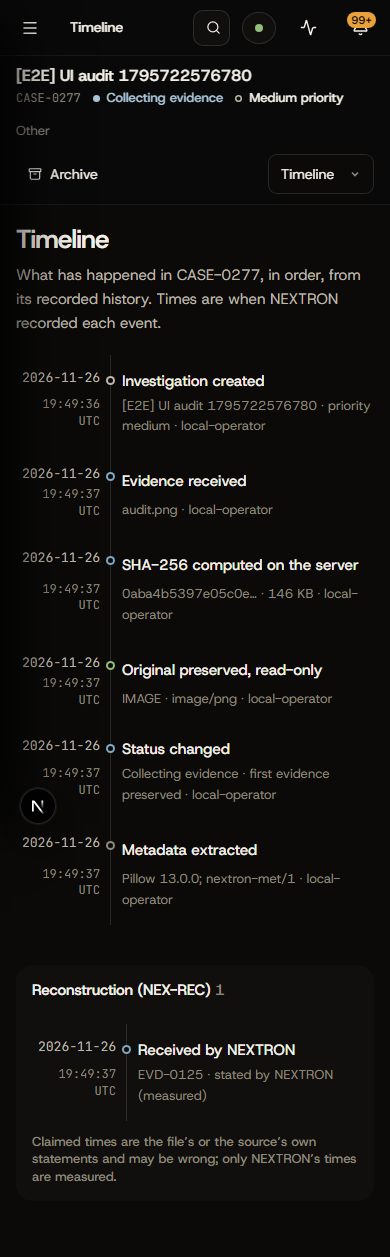 Timeline
99+
[E2E] UI audit 1795722576780
CASE-0277 Collecting evidence Medium priority
Other
Archive
Timeline
Timeline
What has happened in CASE-0277, in order, from
its recorded history. Times are when NEXTRON
recorded each event.
2026-11-26 Investigation created
19:49:36 [E2E] UI audit 1795722576780 · priority
UTC medium · local-operator
2026-11-26 Evidence received
19:49:37 audit.png · local-operator
UTC
2026-11-26 SHA-256 computed on the server
19:49:37 0aba4b5397e05c0e… · 146 KB · local-
UTC operator
2026-11-26 Original preserved, read-only
19:49:37 IMAGE · image/png · local-operator
UTC
2026-11-26 Status changed
19:49:37 Collecting evidence · first evidence
UTC preserved · local-operator
N
2026-11-26 Metadata extracted
19:49:37 Pillow 13.0.0; nextron-met/1 · local-
UTC operator
Reconstruction (NEX-REC) 1
2026-11-26 Received by NEXTRON
19:49:37 EVD-0125 · stated by NEXTRON
UTC (measured)
Claimed times are the file's or the source's own
statements and may be wrong; only NEXTRON's times
are measured.